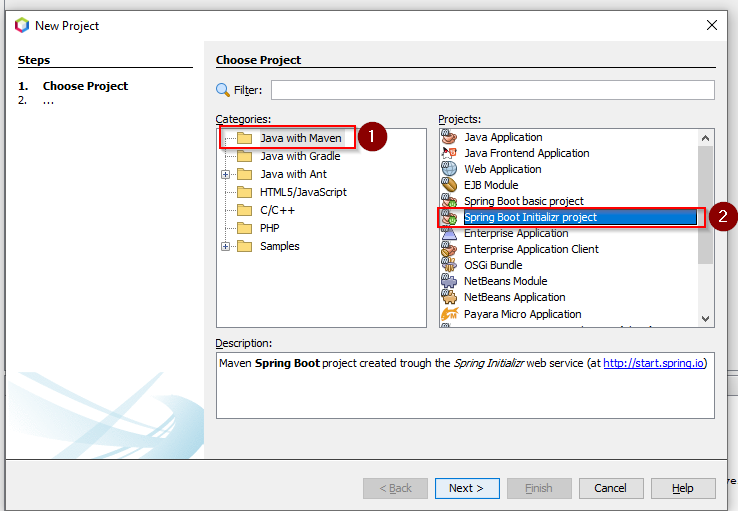 New Project
Steps
1. Choose Project
2. ...
Choose Project
Filter:
Categories:
Java with Maven
1
Java with Gradle
Java with Ant
HTML5/JavaScript
C/C++
PHP
Samples
Projects:
Java Application
Java Frontend Application
Web Application
EJB Module
Spring Boot basic project
Spring Boot Initializr project
2
Enterprise Application
Enterprise Application Client
OSGi Bundle
NetBeans Module
NetBeans Application
Payara Micro Application
Description:
Maven Spring Boot project created trough the Spring Initializr web service (at http://start.spring.io)
< Back
Next >
Finish
Cancel
Help